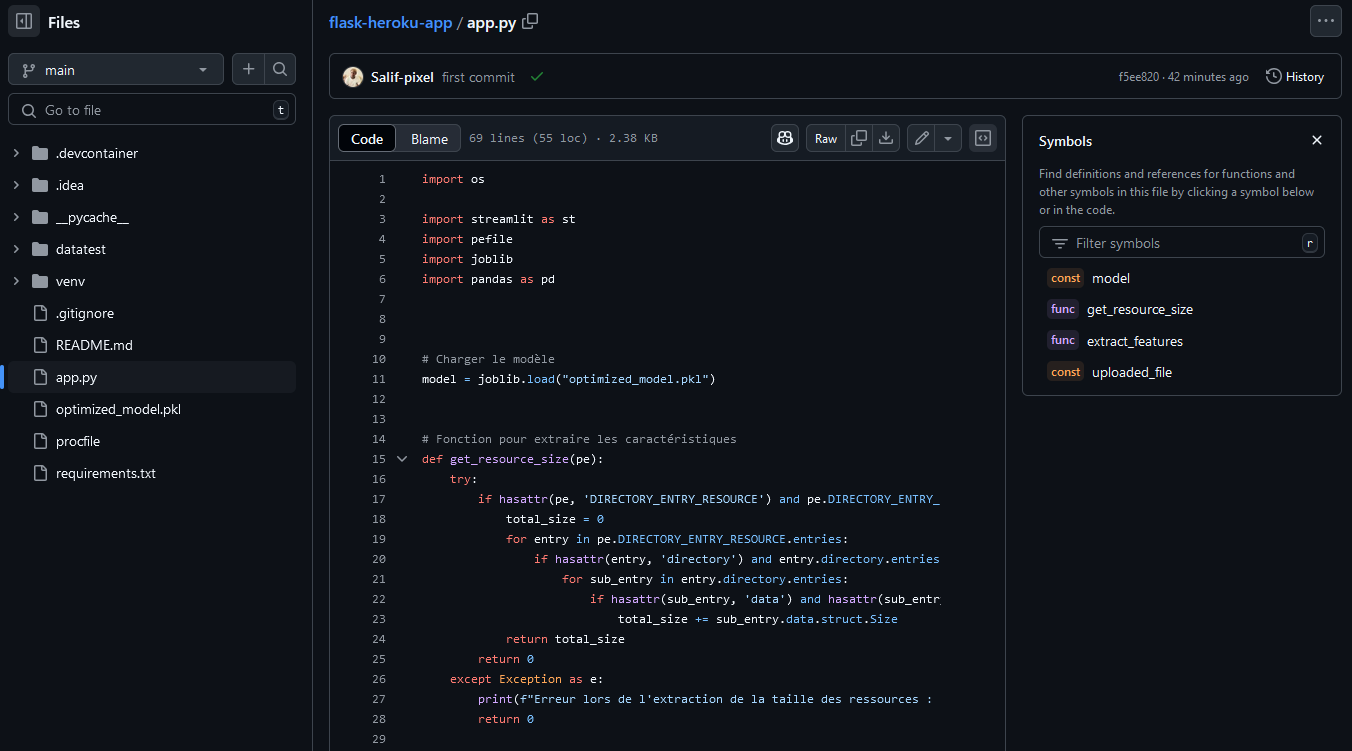 Files
main
Go to file
t
.devcontainer
.idea
__pycache__
datatest
venv
.gitignore
README.md
app.py
optimized_model.pkl
procfile
requirements.txt
flask-heroku-app / app.py
Salif-pixel first commit
f5ee820 · 42 minutes ago
History
Code Blame 69 lines (55 loc) · 2.38 KB
Raw
1 import os
2
3 import streamlit as st
4 import pefile
5 import joblib
6 import pandas as pd
7
8
9
10 # Charger le modèle
11 model = joblib.load("optimized_model.pkl")
12
13
14 # Fonction pour extraire les caractéristiques
15 def get_resource_size(pe):
16 try:
17 if hasattr(pe, 'DIRECTORY_ENTRY_RESOURCE') and pe.DIRECTORY_ENTRY_
18 total_size = 0
19 for entry in pe.DIRECTORY_ENTRY_RESOURCE.entries:
20 if hasattr(entry, 'directory') and entry.directory.entries
21 for sub_entry in entry.directory.entries:
22 if hasattr(sub_entry, 'data') and hasattr(sub_entry
23 total_size += sub_entry.data.struct.Size
24 return total_size
25 return 0
26 except Exception as e:
27 print(f"Erreur lors de l'extraction de la taille des ressources :
28 return 0
29
Symbols
Find definitions and references for functions and
other symbols in this file by clicking a symbol below
or in the code.
Filter symbols
r
const model
func get_resource_size
func extract_features
const uploaded_file